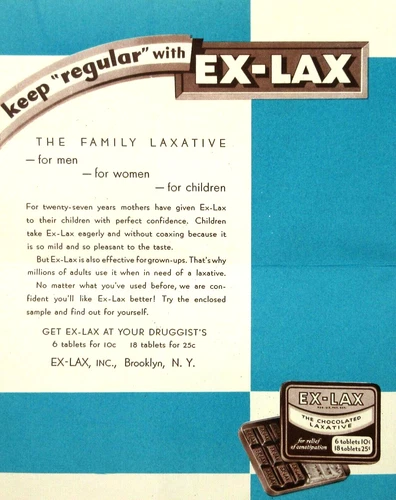 keep "regular" with
EX-LAX
THE FAMILY LAXATIVE
—for men
—for women
—for children
For twenty-seven years mothers have given Ex-Lax
to their children with perfect confidence. Children
take Ex-Lax eagerly and without coaxing because it
is so mild and so pleasant to the taste.
But Ex-Lax is also effective for grown-ups. That's why
millions of adults use it when in need of a laxative.
No matter what you've used before, we are con-
fident you'll like Ex-Lax better! Try the enclosed
sample and find out for yourself.
GET EX-LAX AT YOUR DRUGGIST'S
6 tablets for 10c 18 tablets for 25c
EX-LAX, INC., Brooklyn, N. Y.
EX-LAX
THE CHOCOLATED
LAXATIVE
for relief
of constipation
6 tablets 10¢
18 tablets 25¢